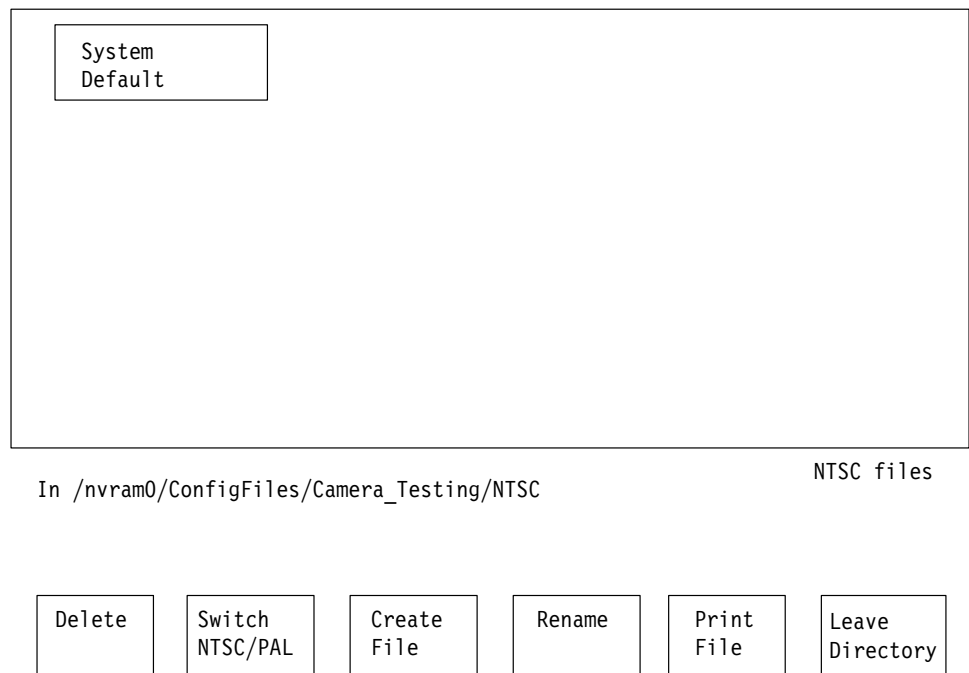 System
Default
NTSC files
In /nvram0/ConfigFiles/Camera_Testing/NTSC
Delete
Switch
NTSC/PAL
Create
File
Rename
Print
File
Leave
Directory